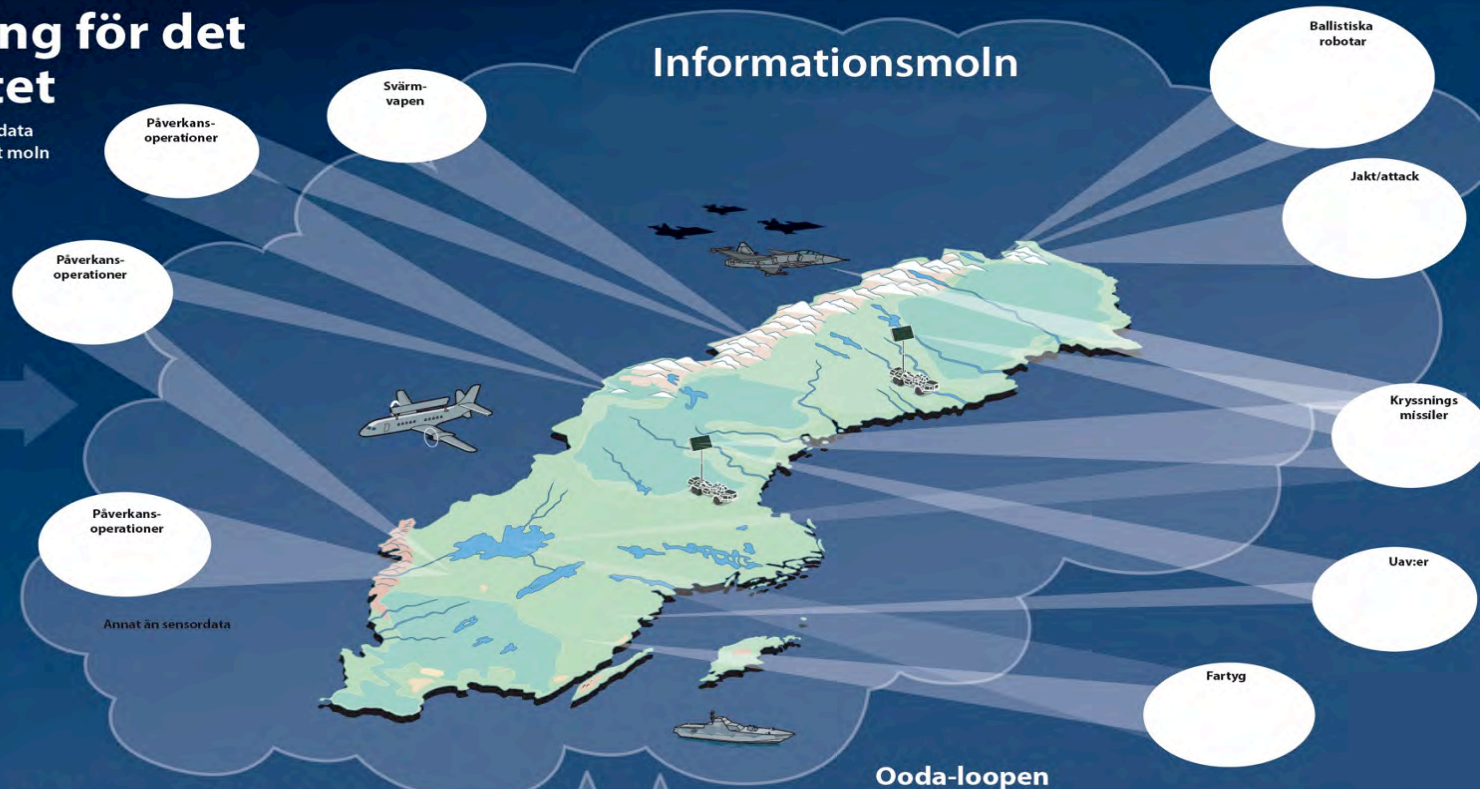 ng för det
tet
data
t moln
Informationsmoln
Svärm-
vapen
Påverkans-
operationer
Påverkans-
operationer
Påverkans-
operationer
Annat än sensordata
Ballistiska
robotar
Jakt/attack
Kryssnings
missiler
Uav:er
Fartyg
Ooda-loopen